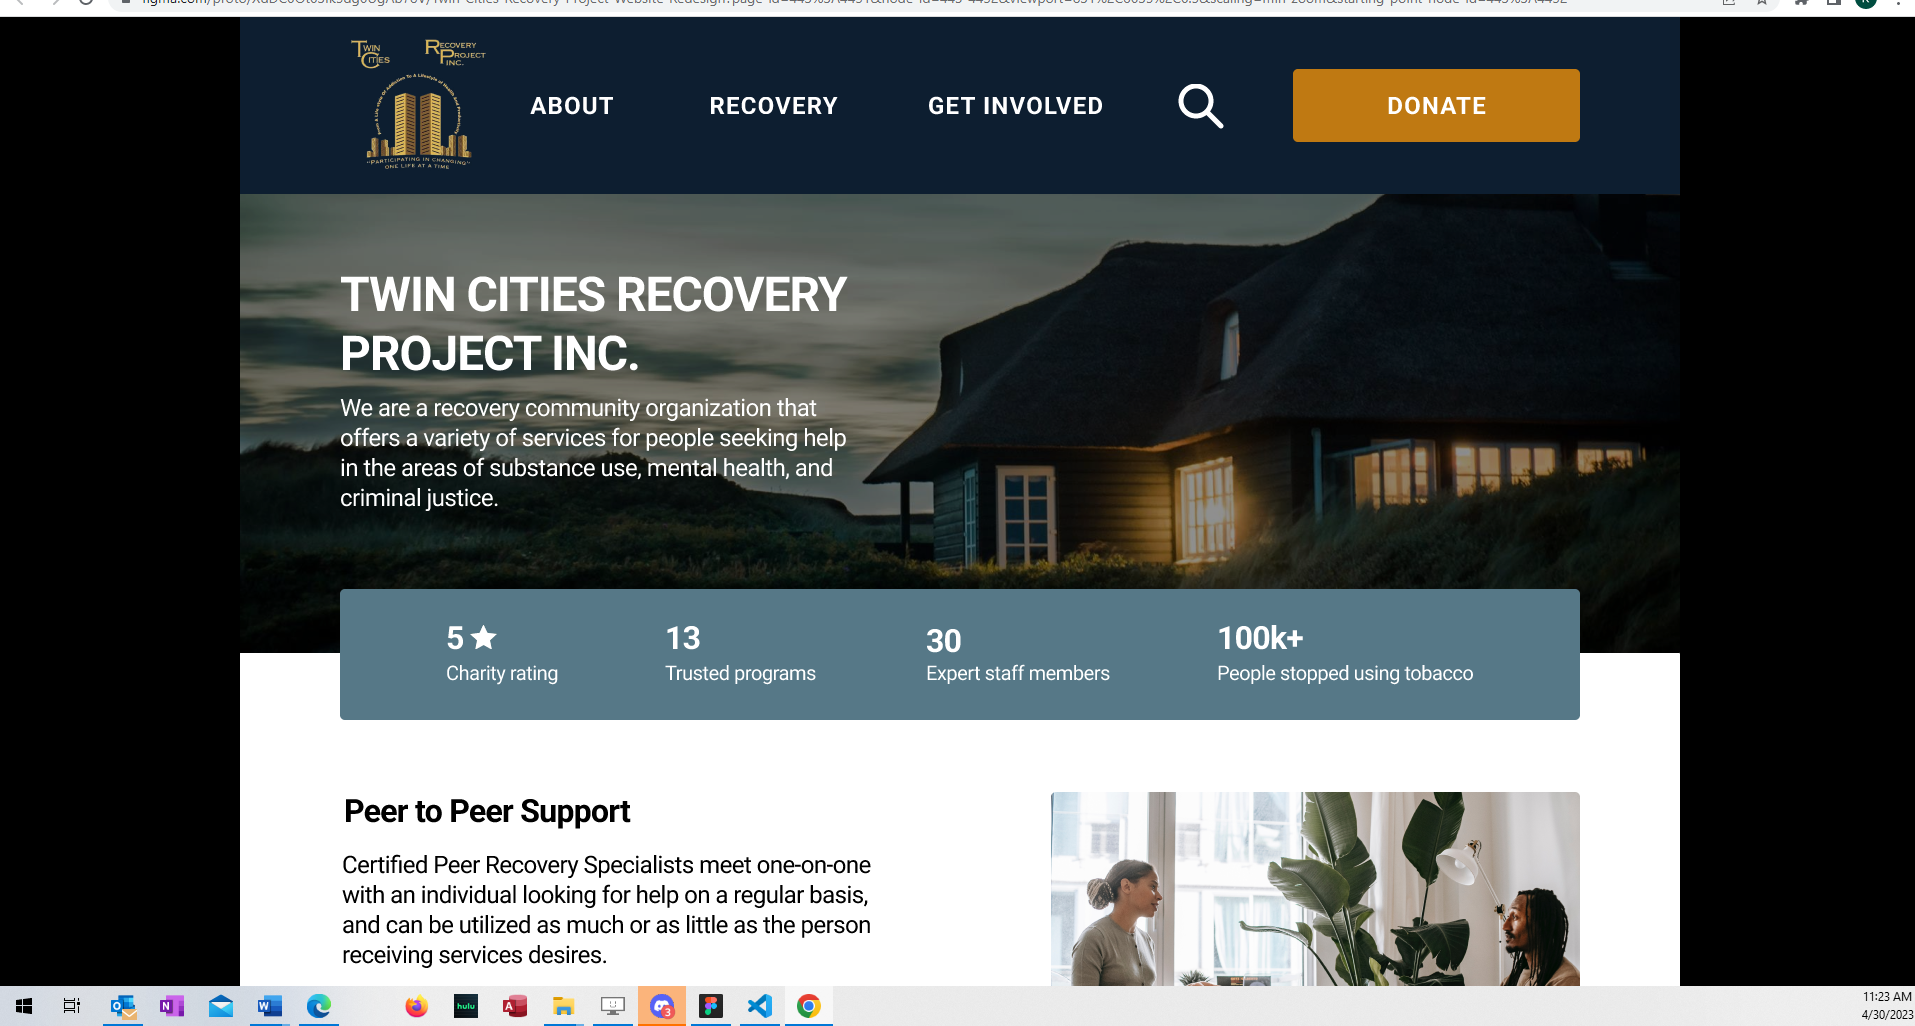 TWIN CITIES
RECOVERY PROJECT INC.
"PARTICIPATING IN CHANGING
ONE LIFE AT A TIME"
ABOUT
RECOVERY
GET INVOLVED
DONATE
TWIN CITIES RECOVERY
PROJECT INC.
We are a recovery community organization that
offers a variety of services for people seeking help
in the areas of substance use, mental health, and
criminal justice.
5 ★
13
30
100k+
Charity rating
Trusted programs
Expert staff members
People stopped using tobacco
Peer to Peer Support
Certified Peer Recovery Specialists meet one-on-one
with an individual looking for help on a regular basis,
and can be utilized as much or as little as the person
receiving services desires.
hulu
3
11:23 AM
4/30/2023